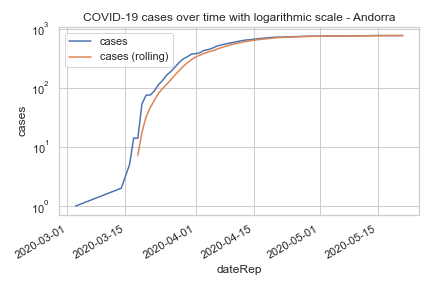 COVID-19 cases over time with logarithmic scale - Andorra
cases
cases (rolling)
10³
10²
10¹
10⁰
cases
2020-03-01
2020-03-15
2020-04-01
2020-04-15
2020-05-01
2020-05-15
dateRep